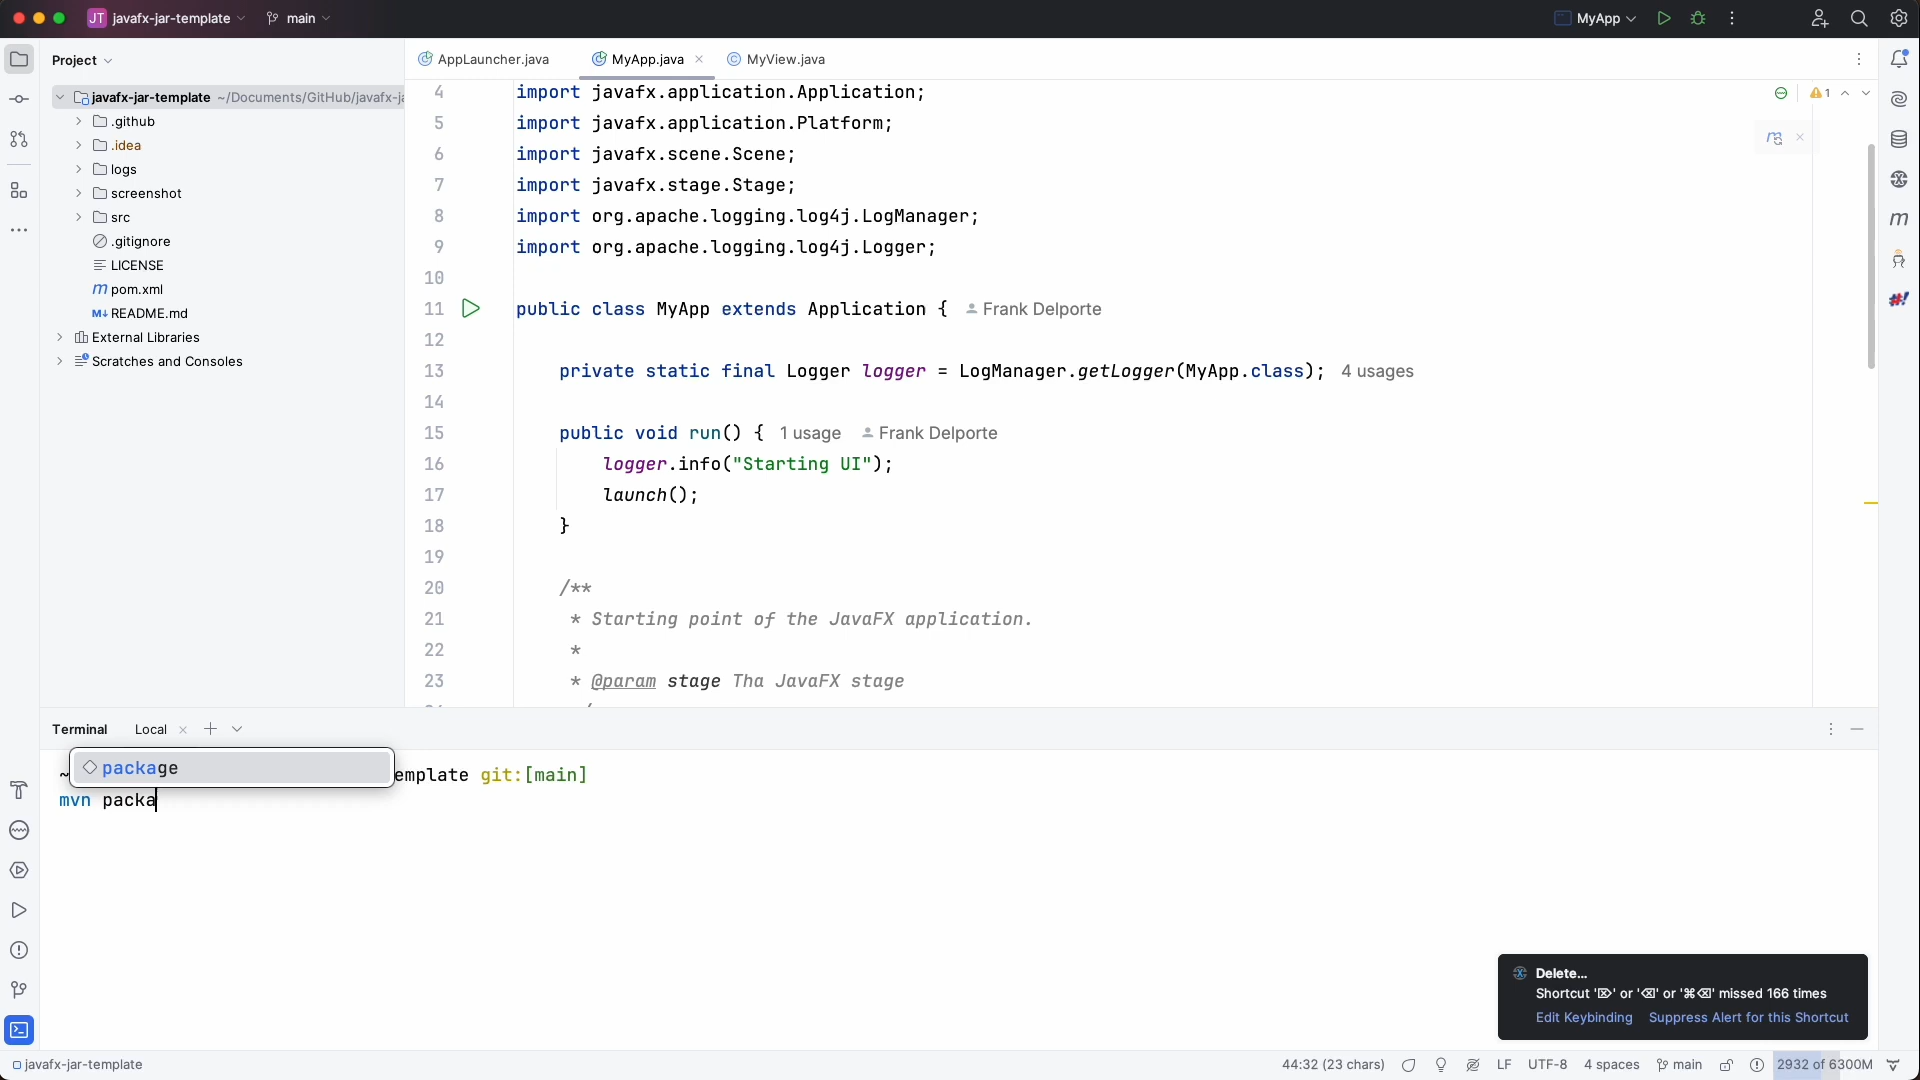 JT javafx-jar-template main MyApp
Project
AppLauncher.java MyApp.java MyView.java
javafx-jar-template ~/Documents/GitHub/javafx-ja
.github
.idea
logs
screenshot
src
.gitignore
LICENSE
m pom.xml
M↓ README.md
External Libraries
Scratches and Consoles
1
m
4 import javafx.application.Application;
5 import javafx.application.Platform;
6 import javafx.scene.Scene;
7 import javafx.stage.Stage;
8 import org.apache.logging.log4j.LogManager;
9 import org.apache.logging.log4j.Logger;
10
11 public class MyApp extends Application { Frank Delporte
12
13 private static final Logger logger = LogManager.getLogger(MyApp.class); 4 usages
14
15 public void run() { 1 usage Frank Delporte
16 logger.info("Starting UI");
17 launch();
18 }
19
20 /**
21 * Starting point of the JavaFX application.
22 *
23 * @param stage Tha JavaFX stage
Terminal Local
package
~ emplate git:[main]
mvn packa
Delete...
Shortcut '⌦' or '⌫' or '⌘⌫' missed 166 times
Edit Keybinding Suppress Alert for this Shortcut
javafx-jar-template 44:32 (23 chars) LF UTF-8 4 spaces main 2932 of 6300M